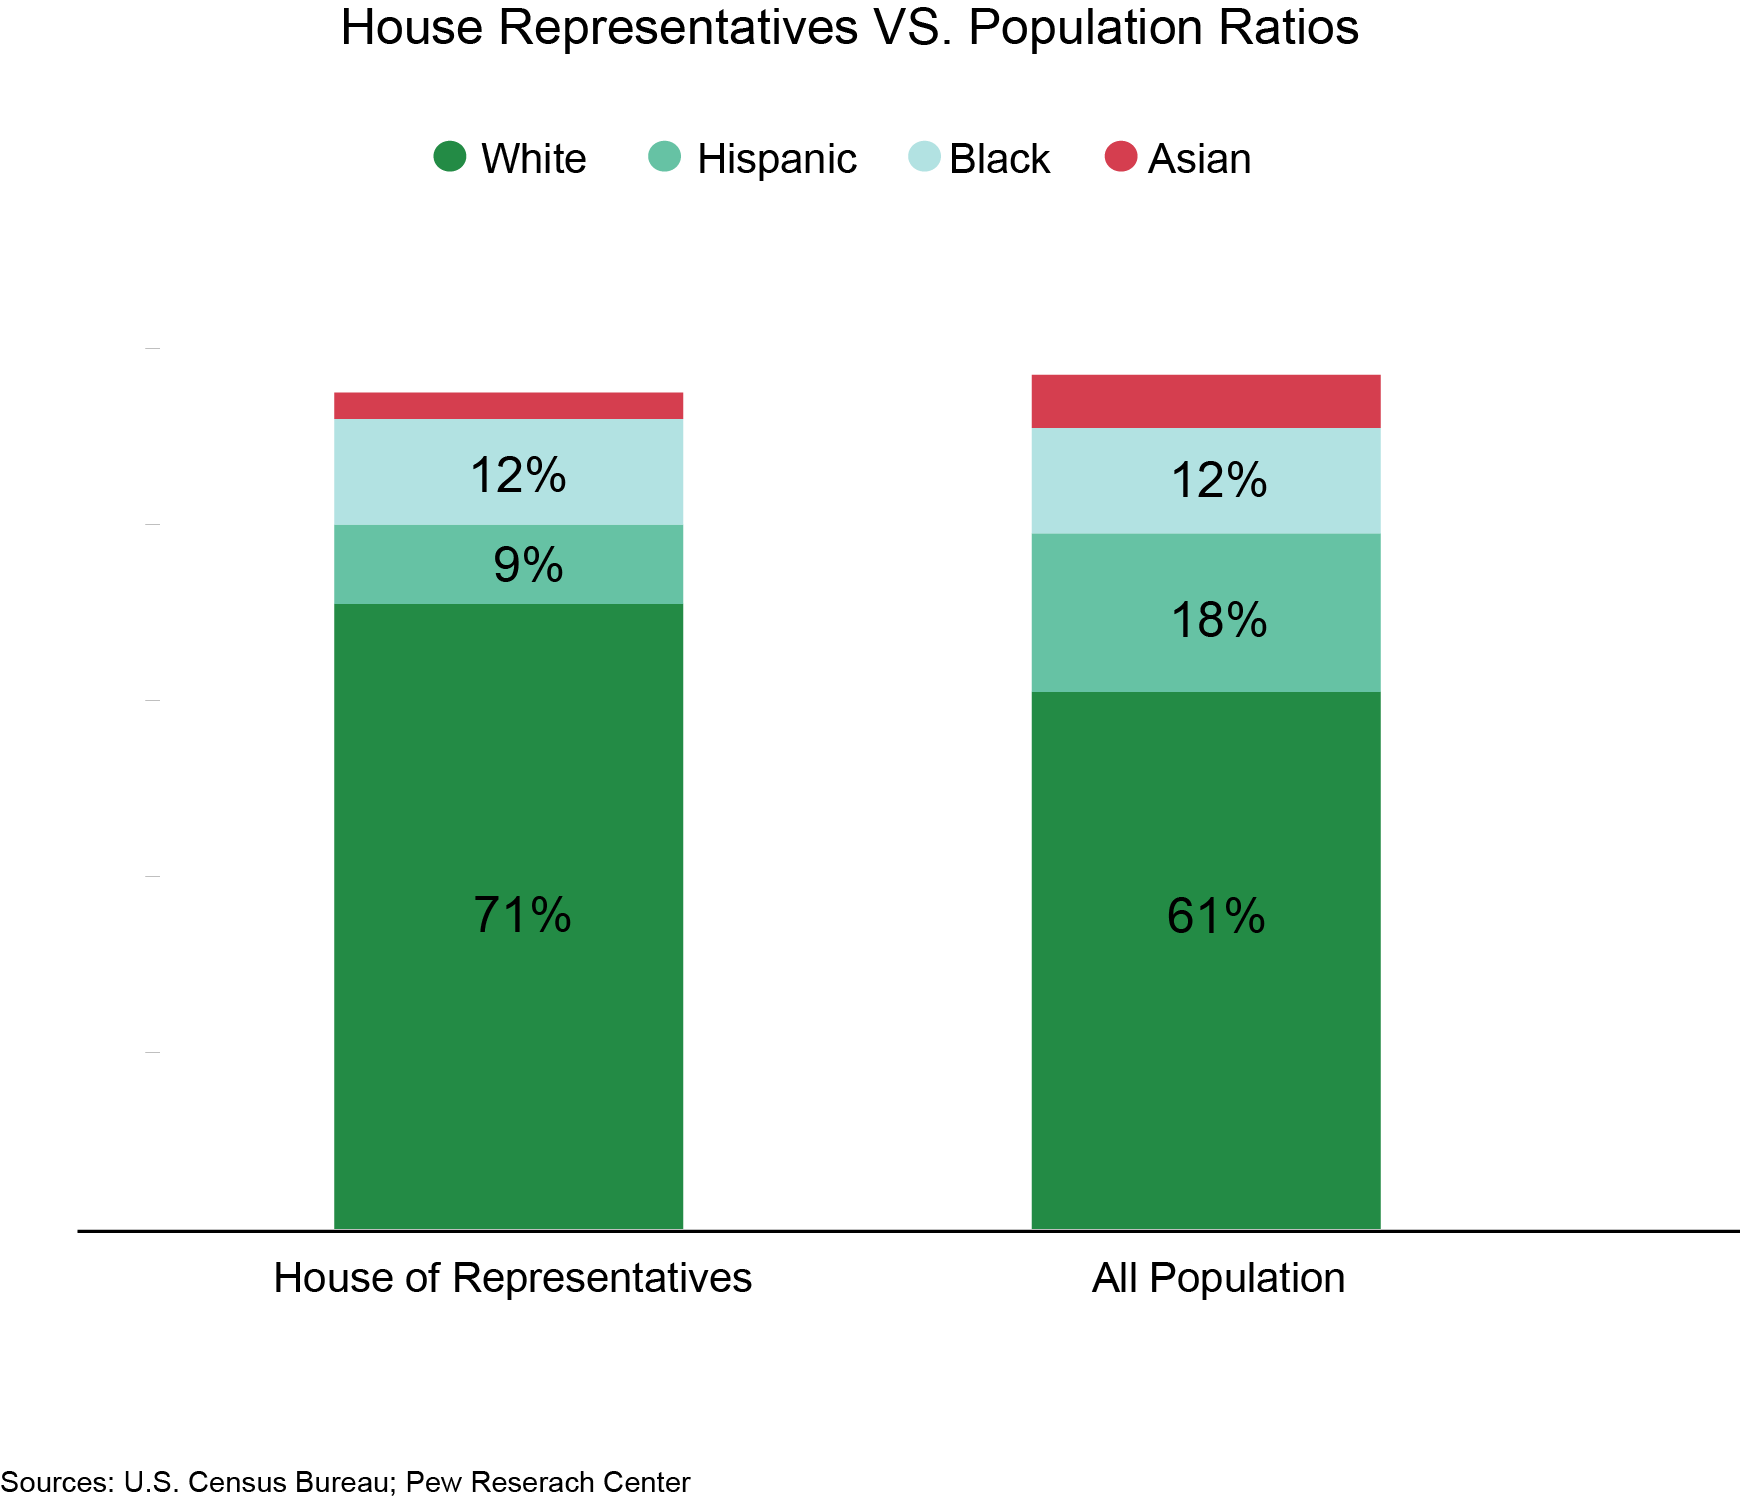 House Representatives VS. Population Ratios
White Hispanic Black Asian
12% 12%
9% 18%
71% 61%
House of Representatives All Population
Sources: U.S. Census Bureau; Pew Reserach Center